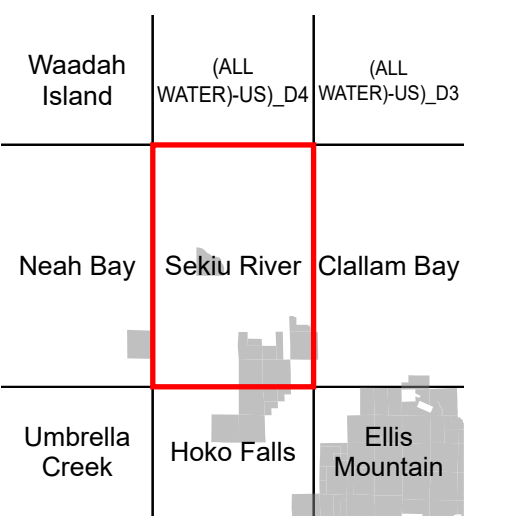 Waadah
Island
(ALL
WATER)-US)_D4
(ALL
WATER)-US)_D3
Neah Bay
Sekiu River
Clallam Bay
Umbrella
Creek
Hoko Falls
Ellis
Mountain